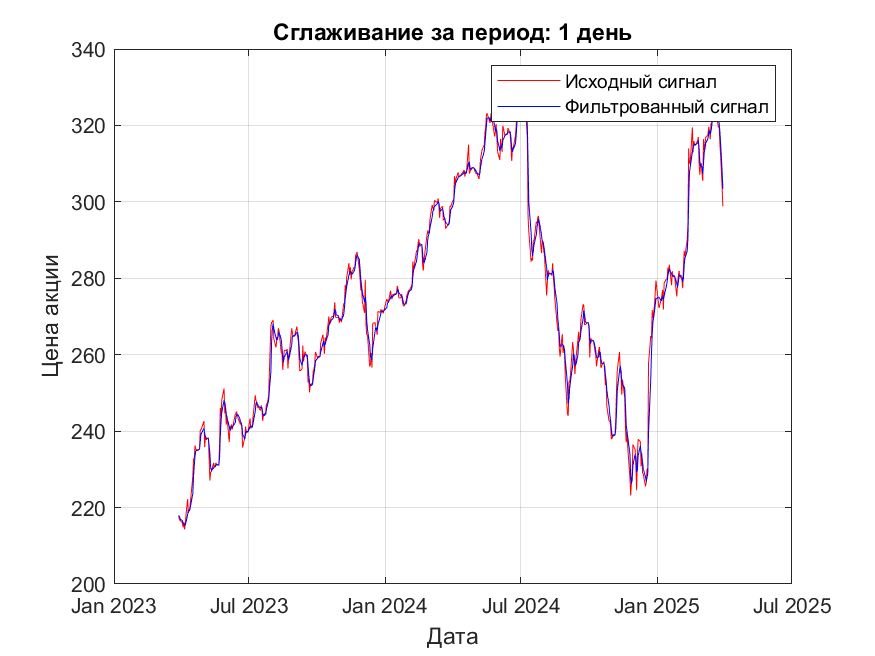 Сглаживание за период: 1 день
Исходный сигнал
Фильтрованный сигнал
Цена акции
340
320
300
280
260
240
220
200
Jan 2023 Jul 2023 Jan 2024 Jul 2024 Jan 2025 Jul 2025
Дата